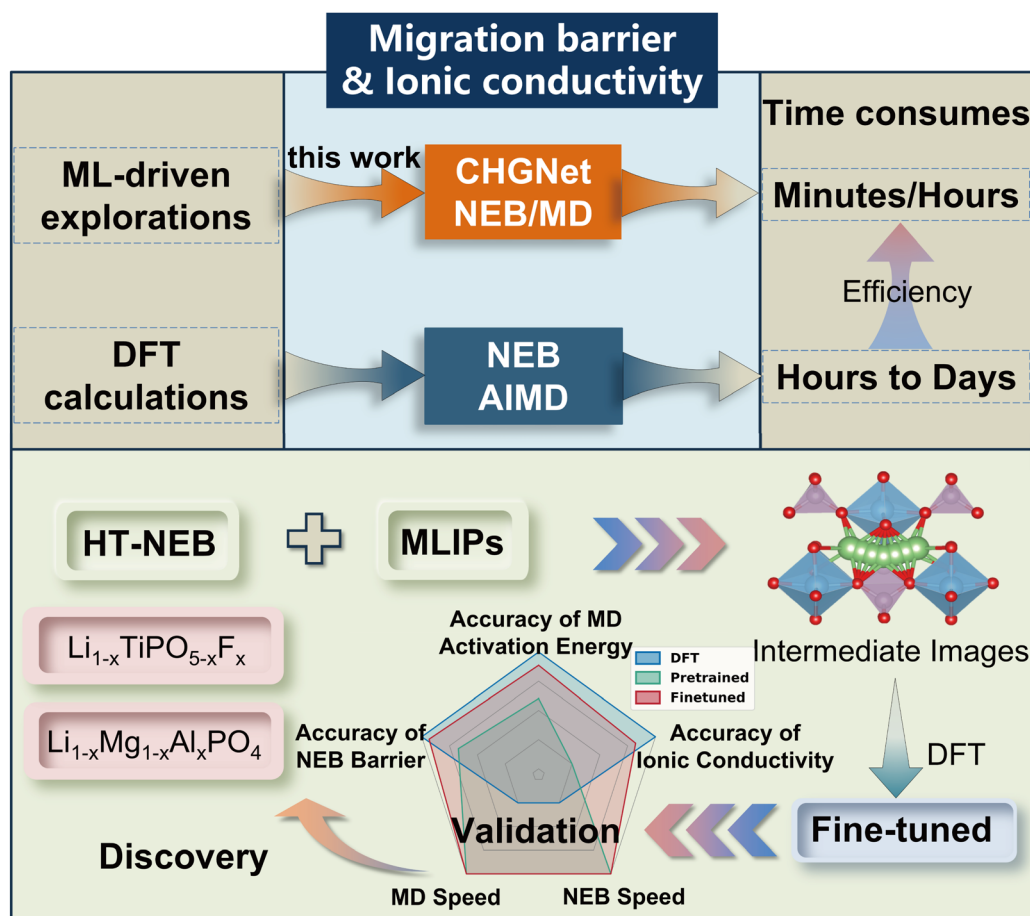 Migration barrier
& Ionic conductivity
Time consumes
this work
ML-driven
explorations
CHGNet
NEB/MD
Minutes/Hours
Efficiency
DFT
calculations
NEB
AIMD
Hours to Days
HT-NEB
MLIPs
Intermediate Images
Li₁₋ₓTiPO₅₋ₓFₓ
Li₁₋ₓMg₁₋ₓAlₓPO₄
Accuracy of MD
Activation Energy
DFT
Pretrained
Finetuned
Accuracy of
NEB Barrier
Accuracy of
Ionic Conductivity
Validation
MD Speed
NEB Speed
DFT
Fine-tuned
Discovery